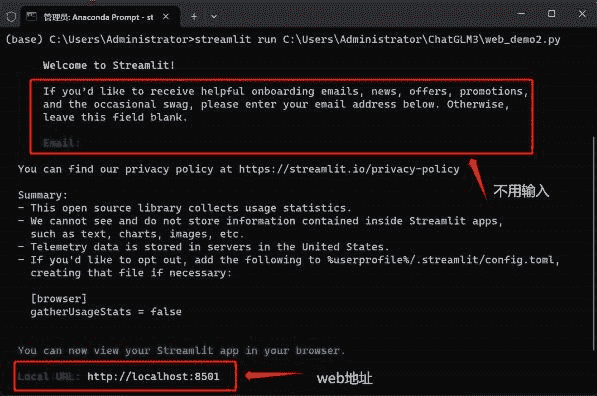 管理员: Anaconda Prompt - st
(base) C:\Users\Administrator>streamlit run C:\Users\Administrator\ChatGLM3\web_demo2.py
Welcome to Streamlit!
If you’d like to receive helpful onboarding emails, news, offers, promotions,
and the occasional swag, please enter your email address below. Otherwise,
leave this field blank.
Email:
You can find our privacy policy at https://streamlit.io/privacy-policy
不用输入
Summary:
- This open source library collects usage statistics.
- We cannot see and do not store information contained inside Streamlit apps,
such as text, charts, images, etc.
- Telemetry data is stored in servers in the United States.
- If you'd like to opt out, add the following to %userprofile%/.streamlit/config.toml,
creating that file if necessary:
[browser]
gatherUsageStats = false
You can now view your Streamlit app in your browser.
Local URL: http://localhost:8501
web地址